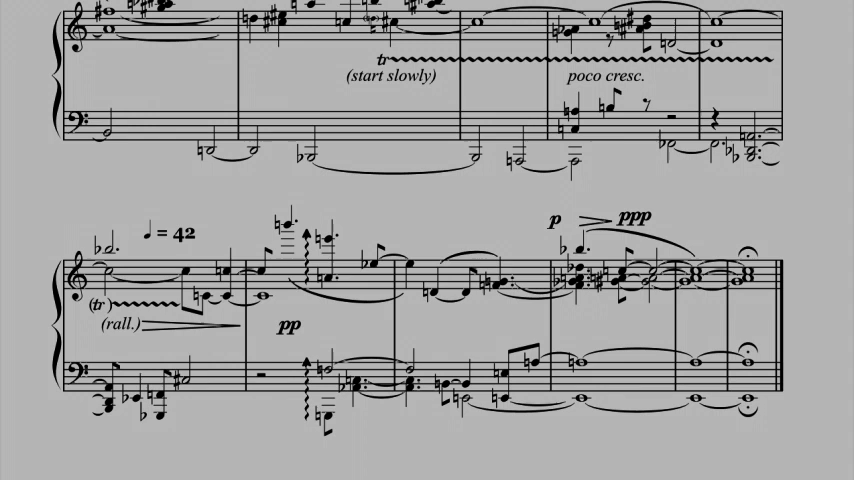 tr
(start slowly)
poco cresc.
p ppp
♩ = 42
(tr)
(rall.)
pp